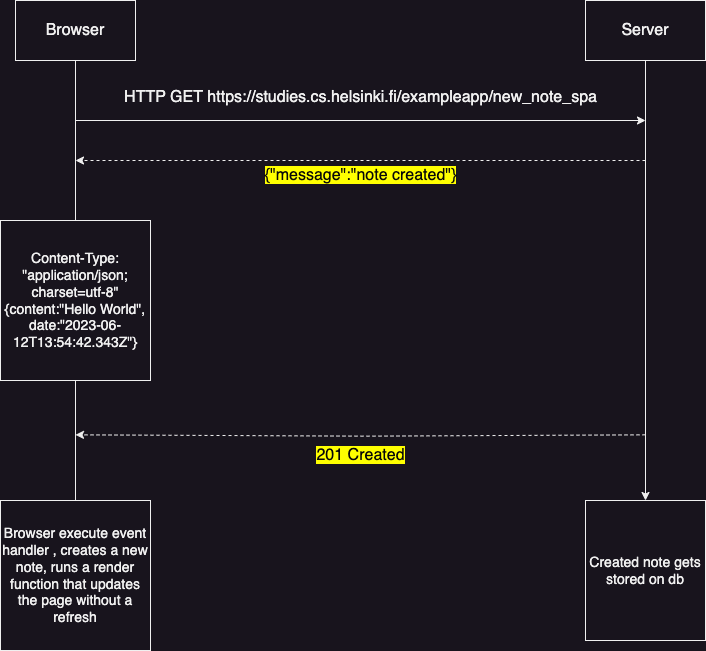 Browser
Server
HTTP GET https://studies.cs.helsinki.fi/exampleapp/new_note_spa
{"message":"note created"}
Content-Type:
"application/json;
charset=utf-8"
{content:"Hello World",
date:"2023-06-
12T13:54:42.343Z"}
201 Created
Browser execute event
handler , creates a new
note, runs a render
function that updates
the page without a
refresh
Created note gets
stored on db